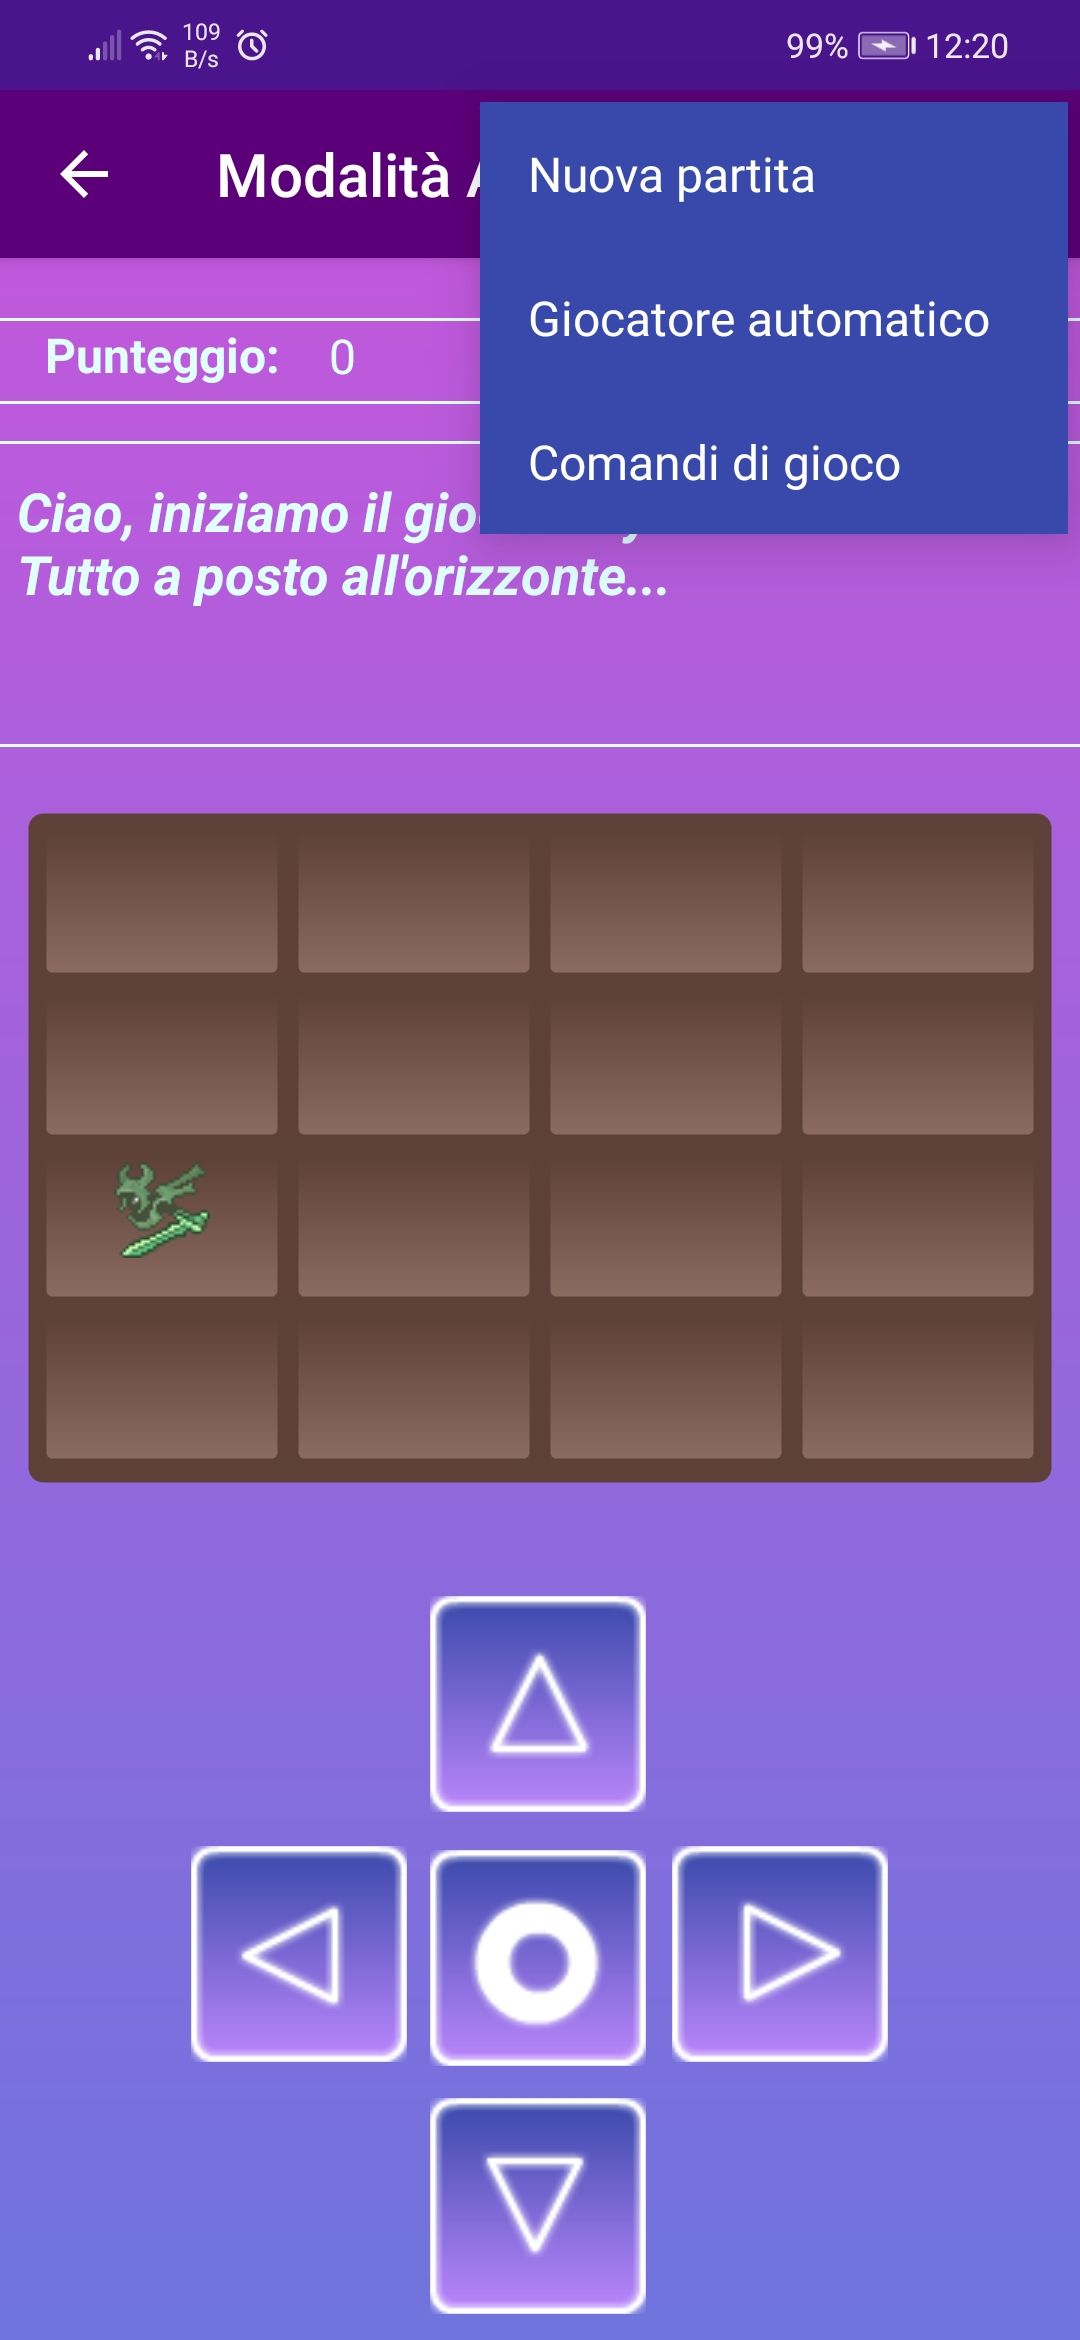 109
B/s
99%
12:20
Modalità
Nuova partita
Giocatore automatico
Comandi di gioco
Punteggio: 0
Ciao, iniziamo il
Tutto a posto all'orizzonte...